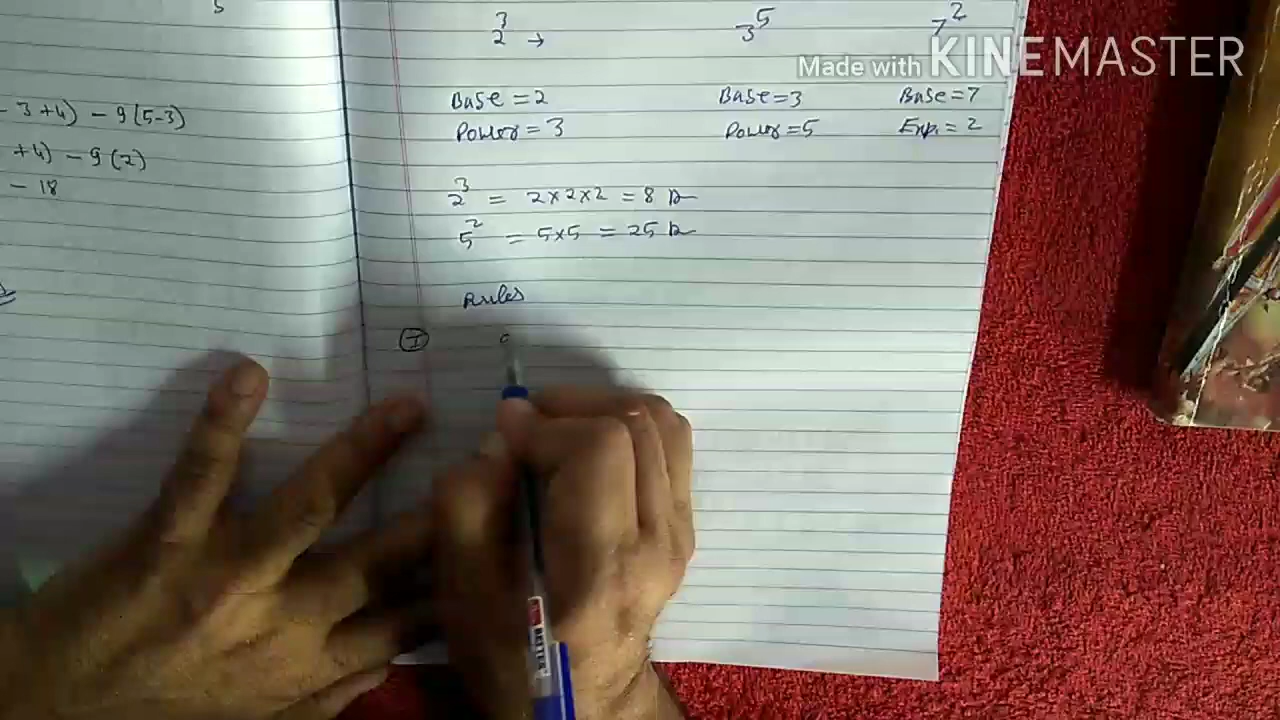 5
- 3 + 4) - 9(5-3)
+ 4) - 9(2)
- 18
2³ → 3⁵ 7²
Made with KINEMASTER
Base = 2 Base = 3 Base = 7
Power = 3 Power = 5 Exp. = 2
2³ = 2×2×2 = 8
5² = 5×5 = 25
Rules
I